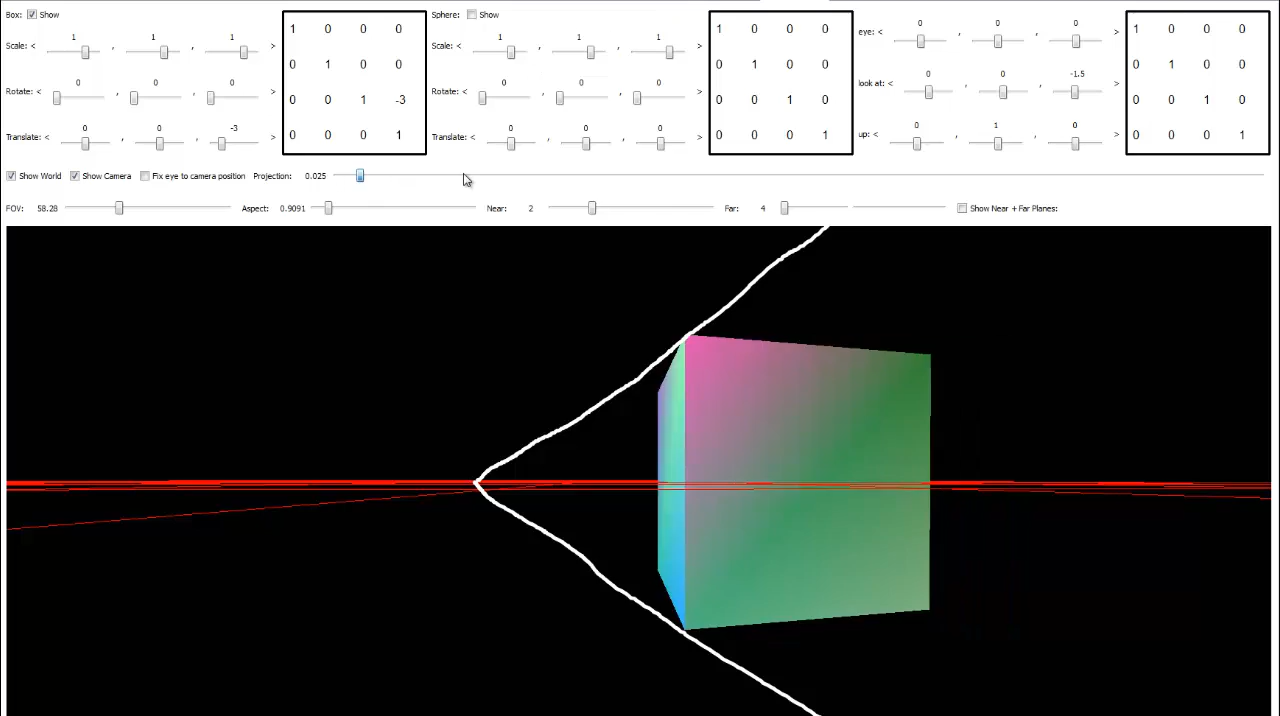 Box: Show
1 0 0 0
0 1 0 0
0 0 1 -3
0 0 0 1
Scale: < 1 , 1 , 1 >
Rotate: < 0 , 0 , 0 >
Translate: < 0 , 0 , -3 >
Sphere: Show
1 0 0 0
0 1 0 0
0 0 1 0
0 0 0 1
Scale: < 1 , 1 , 1 >
Rotate: < 0 , 0 , 0 >
Translate: < 0 , 0 , 0 >
eye: < 0 , 0 , 0 >
look at: < 0 , 0 , -1.5 >
up: < 0 , 1 , 0 >
1 0 0 0
0 1 0 0
0 0 1 0
0 0 0 1
Show World Show Camera Fix eye to camera position Projection: 0.025
FOV: 58.28 Aspect: 0.9091 Near: 2 Far: 4 Show Near + Far Planes: